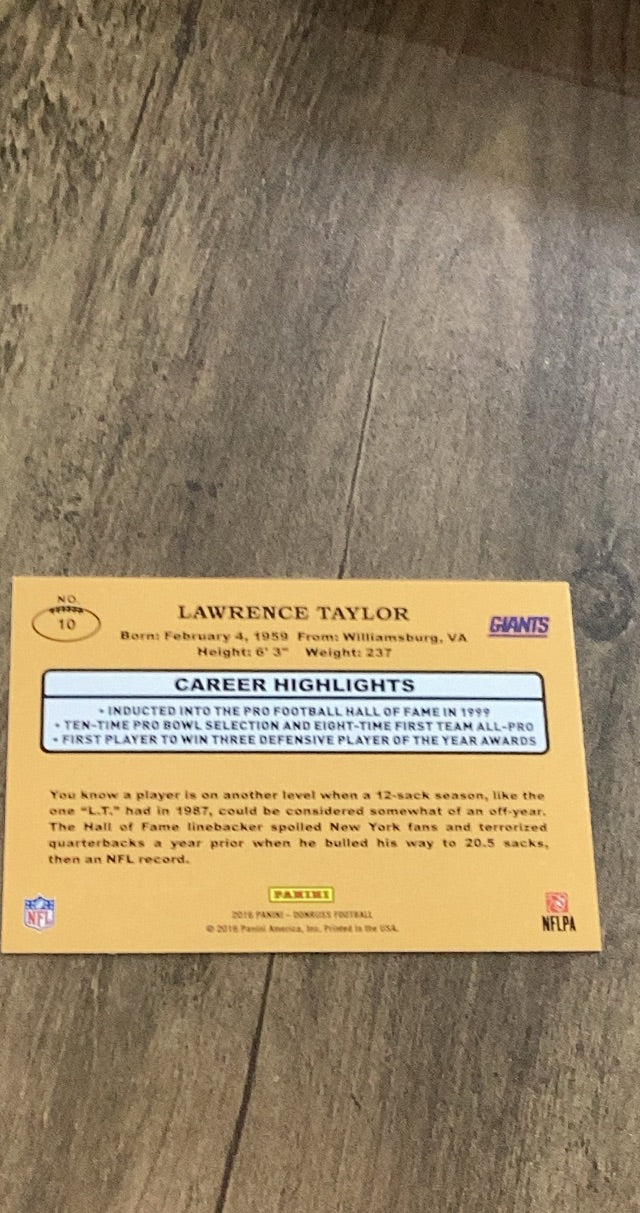 NO.
10
LAWRENCE TAYLOR
GIANTS
Born: February 4, 1959 From: Williamsburg, VA
Height: 6' 3" Weight: 237
CAREER HIGHLIGHTS
• INDUCTED INTO THE PRO FOOTBALL HALL OF FAME IN 1999
• TEN-TIME PRO BOWL SELECTION AND EIGHT-TIME FIRST TEAM ALL-PRO
• FIRST PLAYER TO WIN THREE DEFENSIVE PLAYER OF THE YEAR AWARDS
You know a player is on another level when a 12-sack season, like the
one "L.T." had in 1987, could be considered somewhat of an off-year.
The Hall of Fame linebacker spoiled New York fans and terrorized
quarterbacks a year prior when he bulled his way to 20.5 sacks,
then an NFL record.
PANINI
NFL
2016 PANINI – DONRUSS FOOTBALL
© 2016 Panini America, Inc. Printed in the USA.
NFLPA